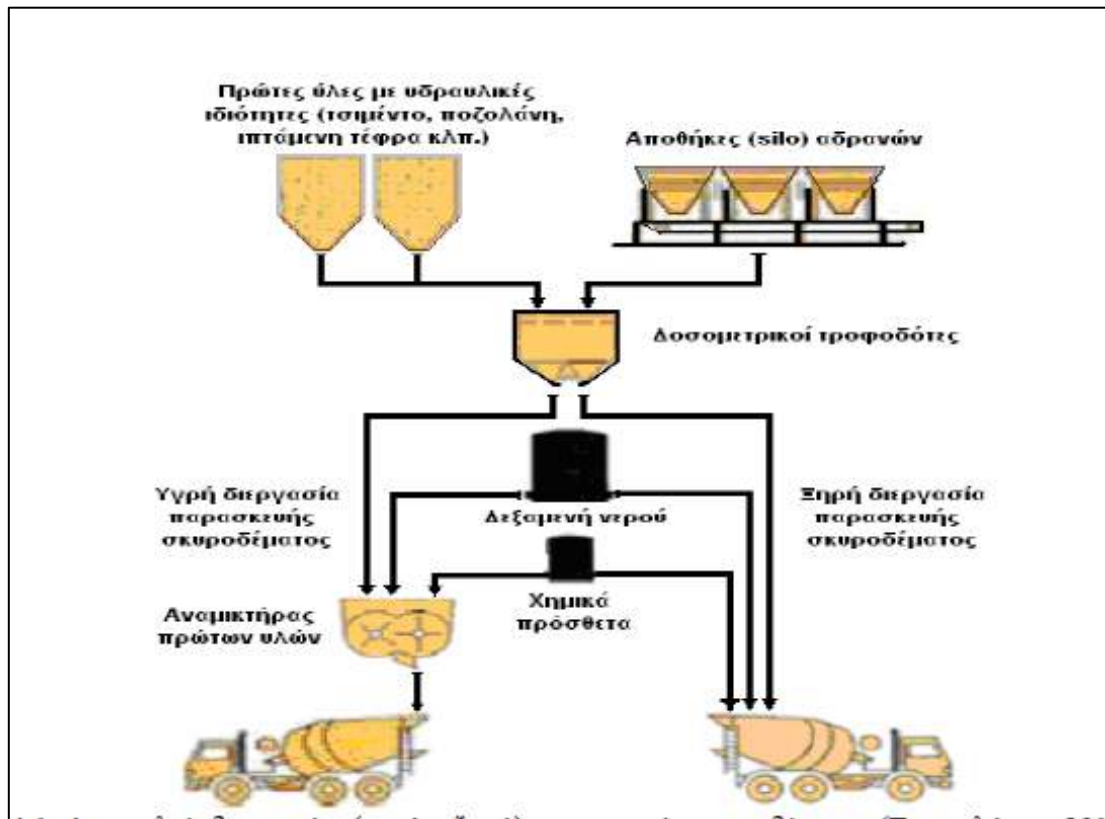 Πρώτες ύλες με υδραυλικές
ιδιότητες (τσιμέντο, ποζολάνη,
ιπτάμενη τέφρα κλπ.)
Αποθήκες (silo) αδρανών
Δοσομετρικοί τροφοδότες
Υγρή διεργασία
παρασκευής
σκυροδέματος
Δεξαμενή νερού
Ξηρή διεργασία
παρασκευής
σκυροδέματος
Χημικά
πρόσθετα
Αναμικτήρας
πρώτων υλών